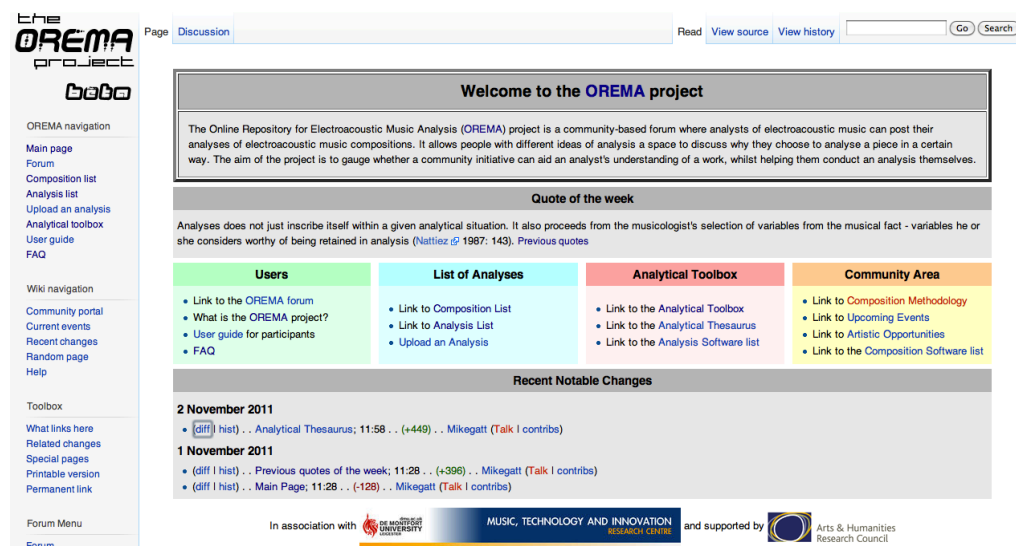 the
OREMA
project
bobo
OREMA navigation
Main page
Forum
Composition list
Analysis list
Upload an analysis
Analytical toolbox
User guide
FAQ
Wiki navigation
Community portal
Current events
Recent changes
Random page
Help
Toolbox
What links here
Related changes
Special pages
Printable version
Permanent link
Forum Menu
Forum
Page Discussion Read View source View history Go Search
Welcome to the OREMA project
The Online Repository for Electroacoustic Music Analysis (OREMA) project is a community-based forum where analysts of electroacoustic music can post their
analyses of electroacoustic music compositions. It allows people with different ideas of analysis a space to discuss why they choose to analyse a piece in a certain
way. The aim of the project is to gauge whether a community initiative can aid an analyst's understanding of a work, whilst helping them conduct an analysis themselves.
Quote of the week
Analyses does not just inscribe itself within a given analytical situation. It also proceeds from the musicologist's selection of variables from the musical fact - variables he or
she considers worthy of being retained in analysis (Nattiez 1987: 143). Previous quotes
Users
• Link to the OREMA forum
• What is the OREMA project?
• User guide for participants
• FAQ
List of Analyses
• Link to Composition List
• Link to Analysis List
• Upload an Analysis
Analytical Toolbox
• Link to the Analytical Toolbox
• Link to the Analytical Thesaurus
• Link to the Analysis Software list
Community Area
• Link to Composition Methodology
• Link to Upcoming Events
• Link to Artistic Opportunities
• Link to the Composition Software list
Recent Notable Changes
2 November 2011
• (diff | hist) . . Analytical Thesaurus; 11:58 . . (+449) . . Mikegatt (Talk | contribs)
1 November 2011
• (diff | hist) . . Previous quotes of the week; 11:28 . . (+396) . . Mikegatt (Talk | contribs)
• (diff | hist) . . Main Page; 11:28 . . (-128) . . Mikegatt (Talk | contribs)
In association with
dmu.ac.uk
DE MONTFORT
UNIVERSITY
LEICESTER
MUSIC, TECHNOLOGY AND INNOVATION
RESEARCH CENTRE
and supported by
Arts & Humanities
Research Council